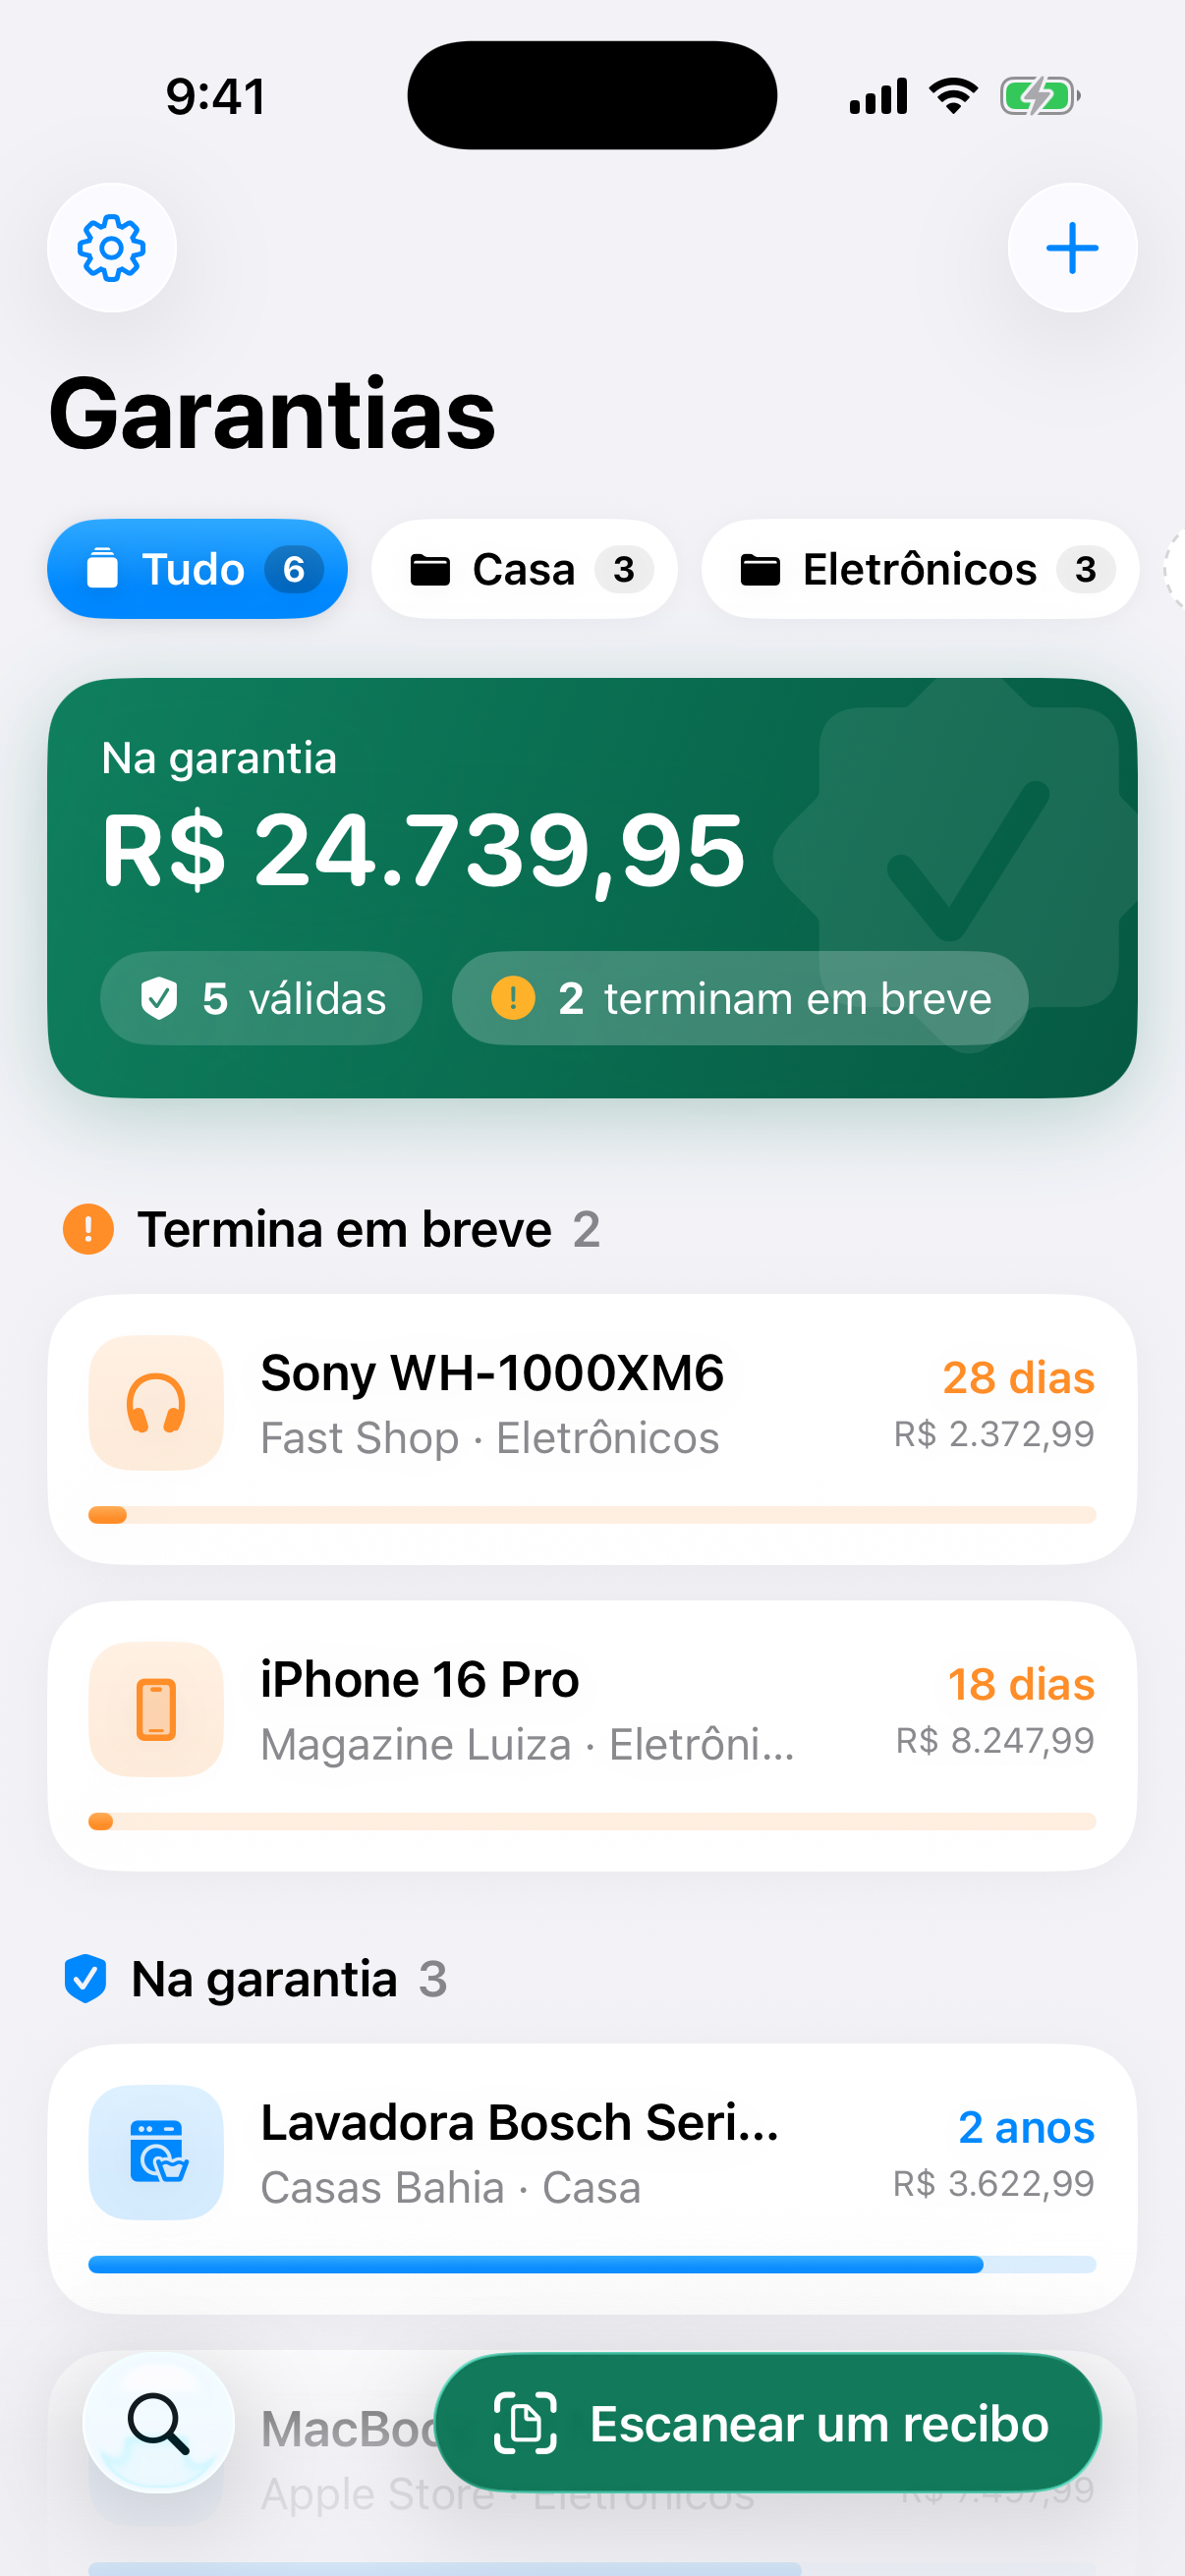 9:41
Garantias
Tudo 6
Casa 3
Eletrônicos 3
Na garantia
R$ 24.739,95
5 válidas
2 terminam em breve
Termina em breve 2
Sony WH-1000XM6
28 dias
Fast Shop · Eletrônicos
R$ 2.372,99
iPhone 16 Pro
18 dias
Magazine Luiza · Eletrôni...
R$ 8.247,99
Na garantia 3
Lavadora Bosch Seri...
2 anos
Casas Bahia · Casa
R$ 3.622,99
Escanear um recibo
Apple Store · Eletrônicos